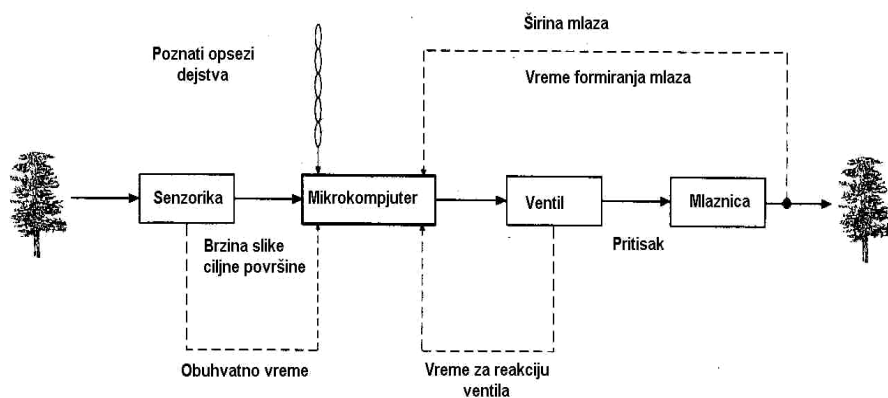 Širina mlaza
Poznati opsezi
dejstva
Vreme formiranja mlaza
Senzorika
Mikrokompjuter
Ventil
Mlaznica
Brzina slike
ciljne površine
Pritisak
Obuhvatno vreme
Vreme za reakciju
ventila